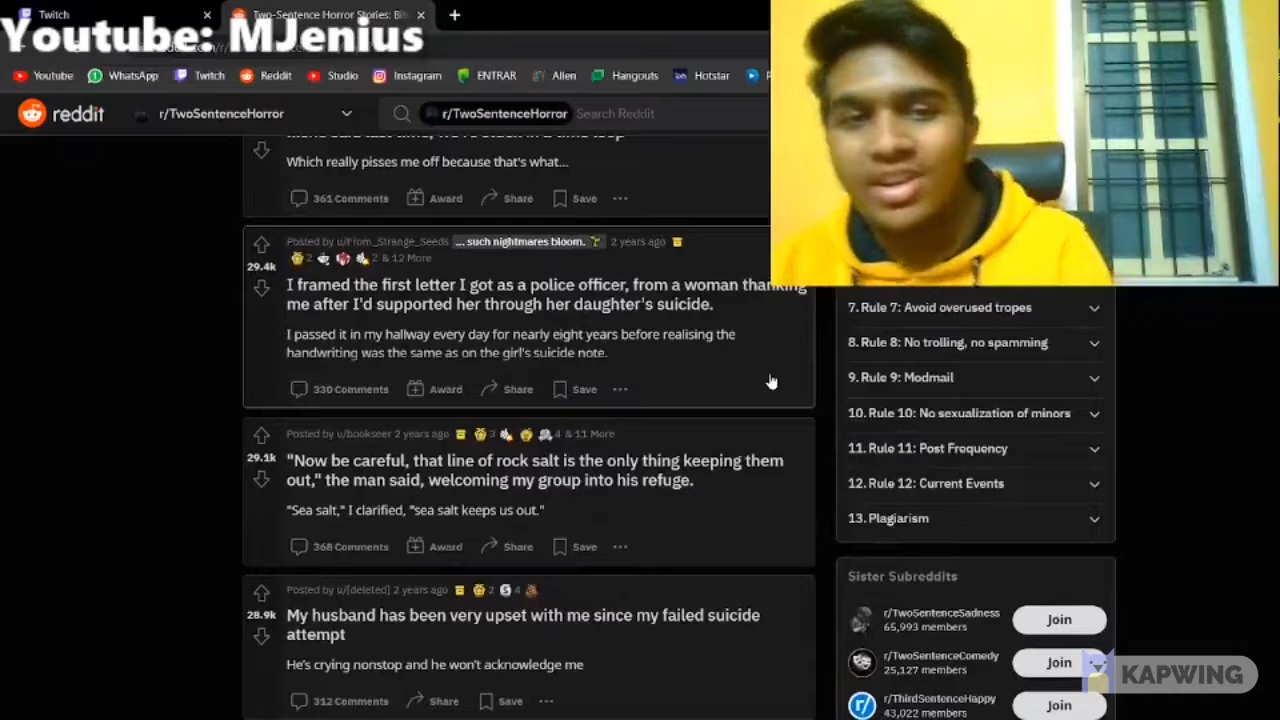 Twitch
Two-Sentence Horror Stories: Bit
Youtube: MJenius
Youtube
WhatsApp
Twitch
Reddit
Studio
Instagram
ENTRAR
Alien
Hangouts
Hotstar
reddit
r/TwoSentenceHorror
r/TwoSentenceHorror
Search Reddit
Which really pisses me off because that's what...
361 Comments
Award
Share
Save
Posted by u/From_Strange_Seeds
... such nightmares bloom.
2 years ago
2
2 & 12 More
29.4k
I framed the first letter I got as a police officer, from a woman thanking
me after I'd supported her through her daughter's suicide.
I passed it in my hallway every day for nearly eight years before realising the
handwriting was the same as on the girl's suicide note.
330 Comments
Award
Share
Save
Posted by u/bookseer 2 years ago
3
4 & 11 More
29.1k
"Now be careful, that line of rock salt is the only thing keeping them
out," the man said, welcoming my group into his refuge.
"Sea salt," I clarified, "sea salt keeps us out."
368 Comments
Award
Share
Save
Posted by u/[deleted] 2 years ago
2
4
28.9k
My husband has been very upset with me since my failed suicide
attempt
He's crying nonstop and he won't acknowledge me
312 Comments
Share
Save
7. Rule 7: Avoid overused tropes
8. Rule 8: No trolling, no spamming
9. Rule 9: Modmail
10. Rule 10: No sexualization of minors
11. Rule 11: Post Frequency
12. Rule 12: Current Events
13. Plagiarism
Sister Subreddits
r/TwoSentenceSadness
65,993 members
Join
r/TwoSentenceComedy
25,127 members
Join
r/ThirdSentenceHappy
43,022 members
Join
KAPWING